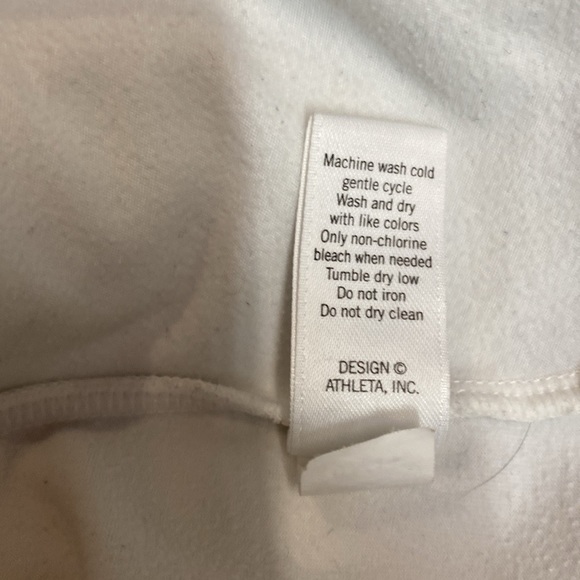 Machine wash cold
gentle cycle
Wash and dry
with like colors
Only non-chlorine
bleach when needed
Tumble dry low
Do not iron
Do not dry clean
DESIGN ©
ATHLETA, INC.